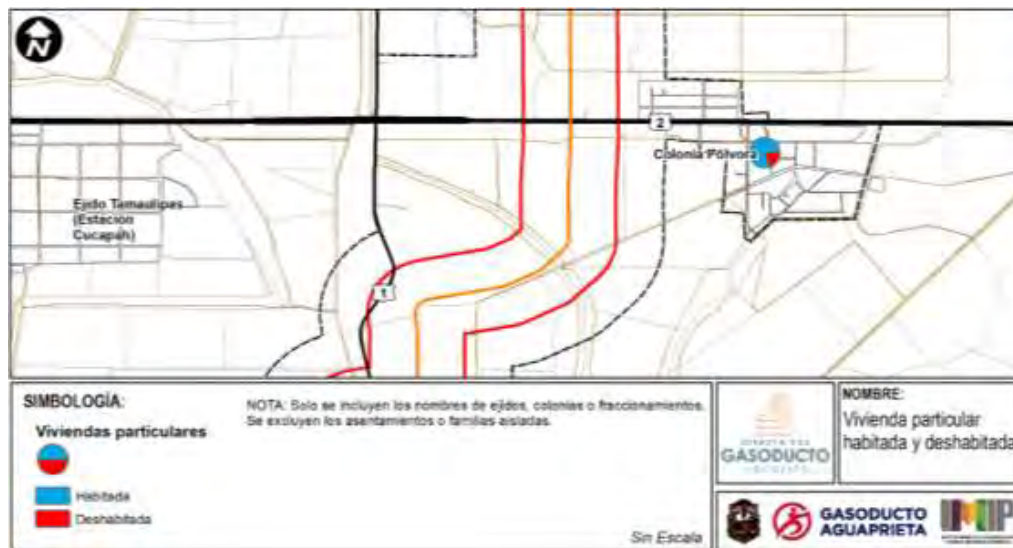 N
2
Colonia Pólvora
Ejido Tamaulipas
(Estación
Cucapah)
1
SIMBOLOGÍA:
Viviendas particulares
Habitada
Deshabitada
NOTA: Solo se incluyen los nombres de ejidos, colonias o fraccionamientos.
Se excluyen los asentamientos o familias aisladas.
Sin Escala
GASODUCTO
NOMBRE:
Vivienda particular
habitada y deshabitada
GASODUCTO
AGUAPRIETA
IMIP